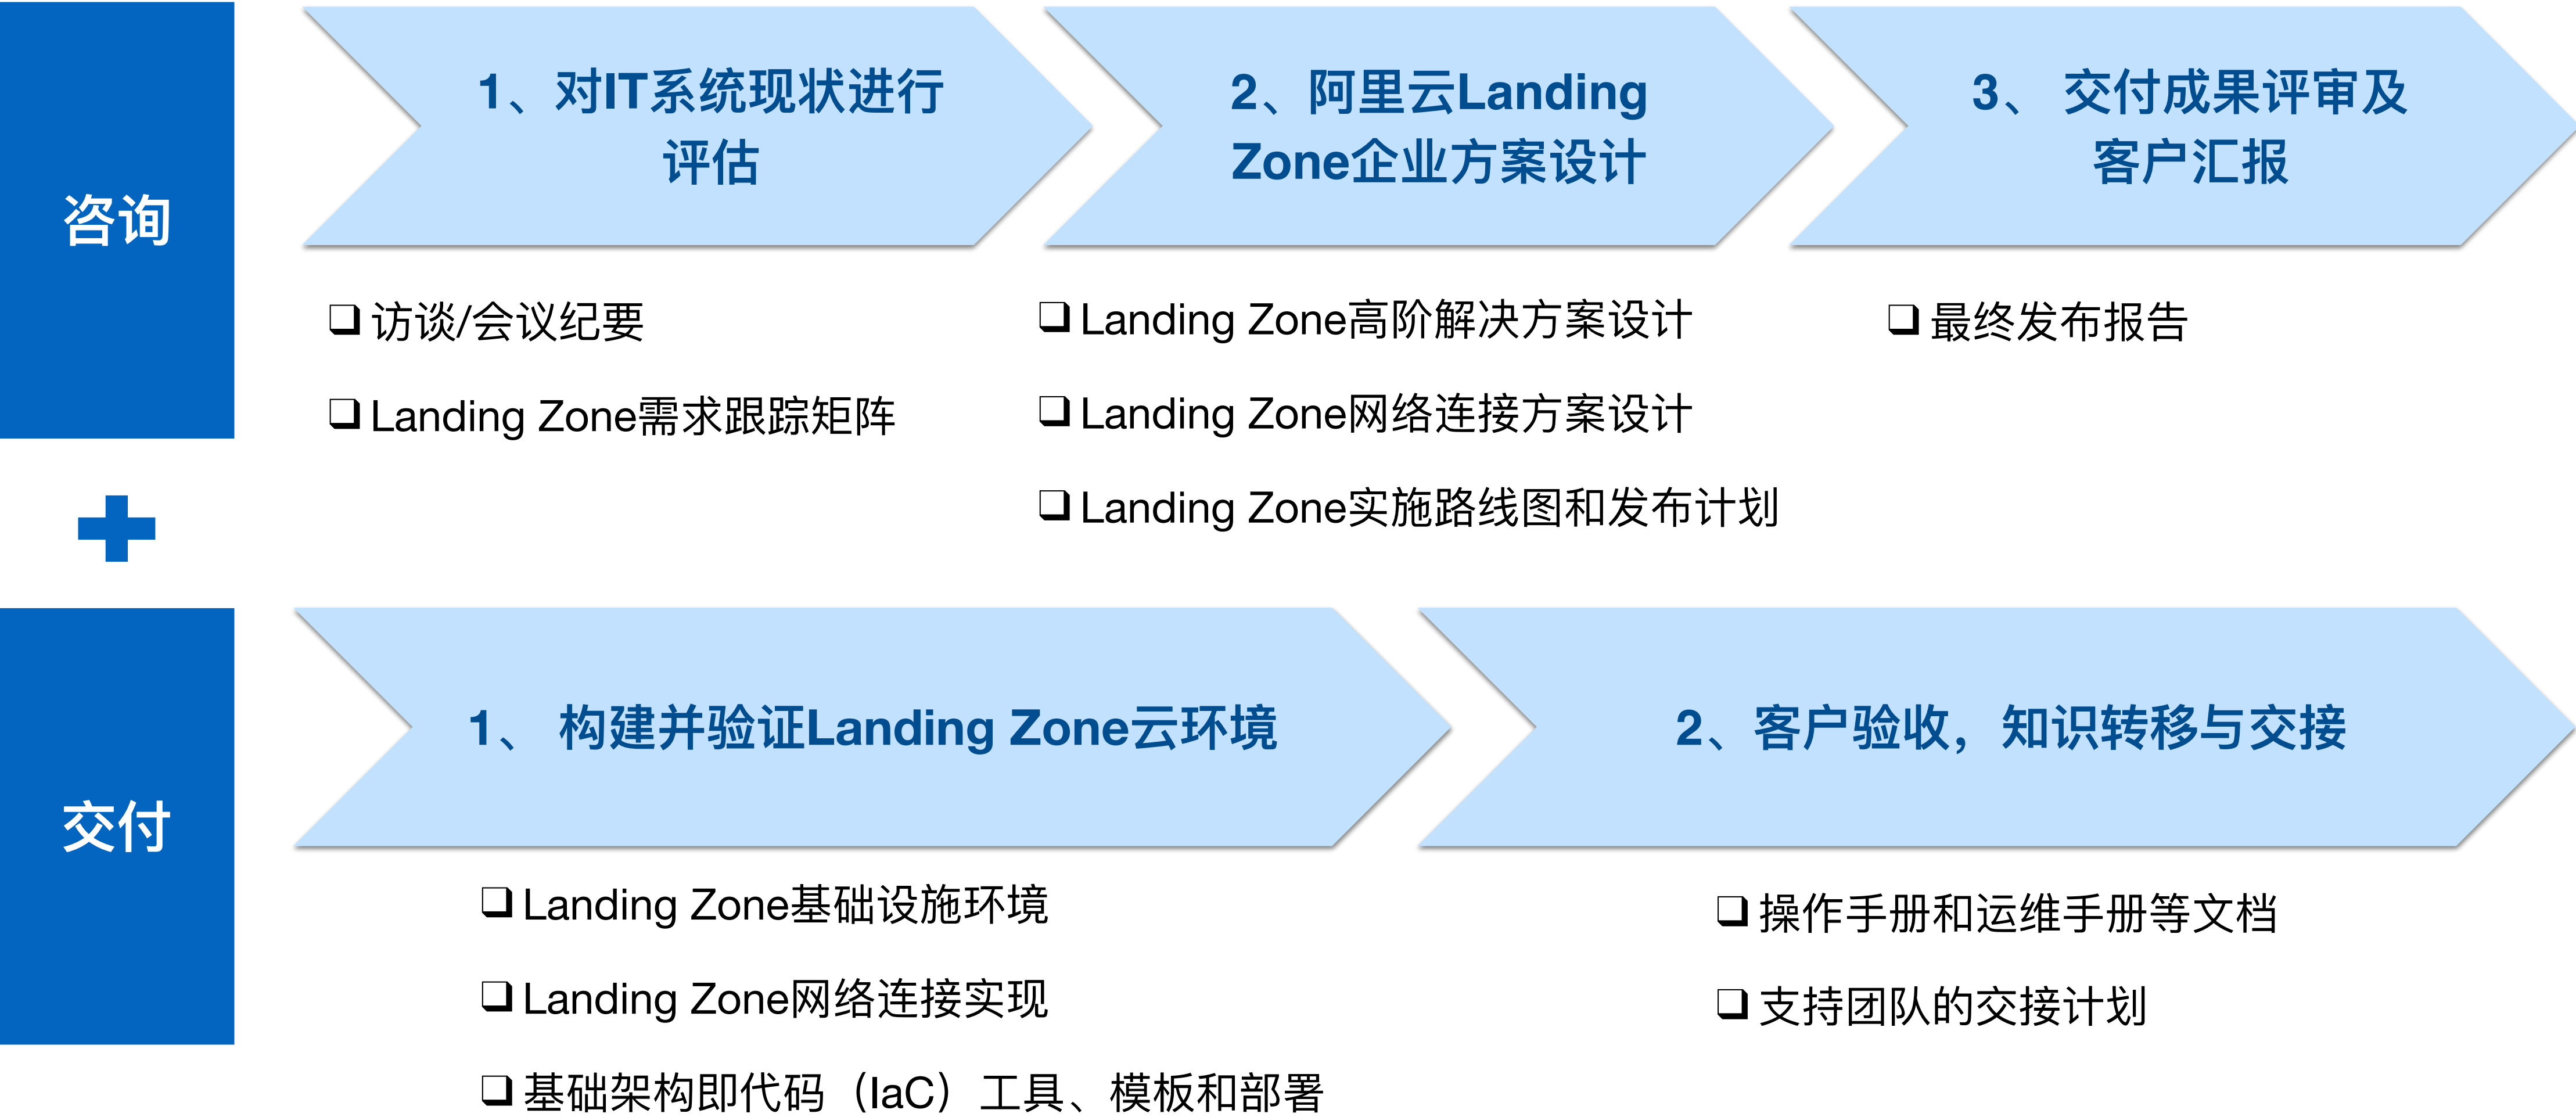 咨询
1、对IT系统现状进行
评估
2、阿里云Landing
Zone企业方案设计
3、 交付成果评审及
客户汇报
❑ 访谈/会议纪要
❑ Landing Zone需求跟踪矩阵
❑ Landing Zone高阶解决方案设计
❑ Landing Zone网络连接方案设计
❑ Landing Zone实施路线图和发布计划
❑ 最终发布报告
交付
1、 构建并验证Landing Zone云环境
2、客户验收，知识转移与交接
❑ Landing Zone基础设施环境
❑ Landing Zone网络连接实现
❑ 基础架构即代码（IaC）工具、模板和部署
❑ 操作手册和运维手册等文档
❑ 支持团队的交接计划